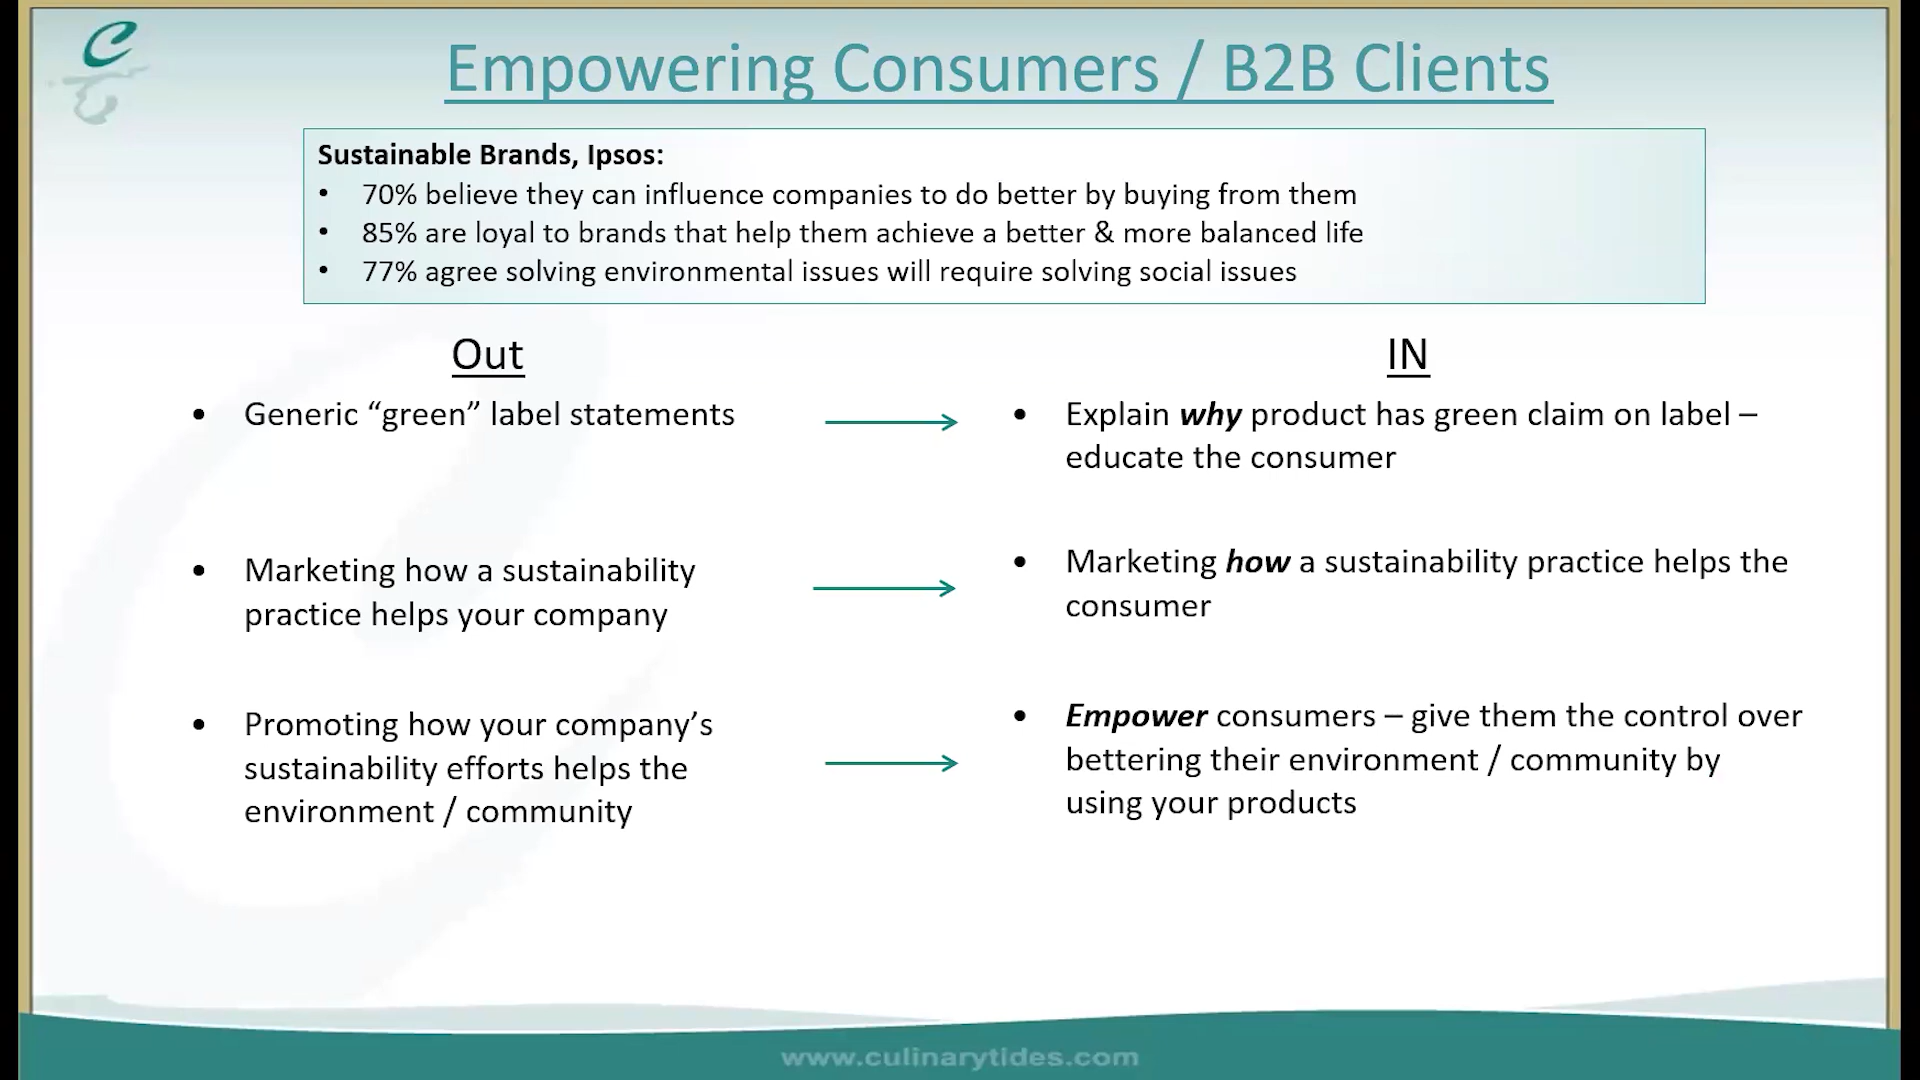 Empowering Consumers / B2B Clients
Sustainable Brands, Ipsos:
• 70% believe they can influence companies to do better by buying from them
• 85% are loyal to brands that help them achieve a better & more balanced life
• 77% agree solving environmental issues will require solving social issues
Out
• Generic “green” label statements
• Marketing how a sustainability
practice helps your company
• Promoting how your company’s
sustainability efforts helps the
environment / community
IN
• Explain why product has green claim on label –
educate the consumer
• Marketing how a sustainability practice helps the
consumer
• Empower consumers – give them the control over
bettering their environment / community by
using your products
www.culinarytides.com